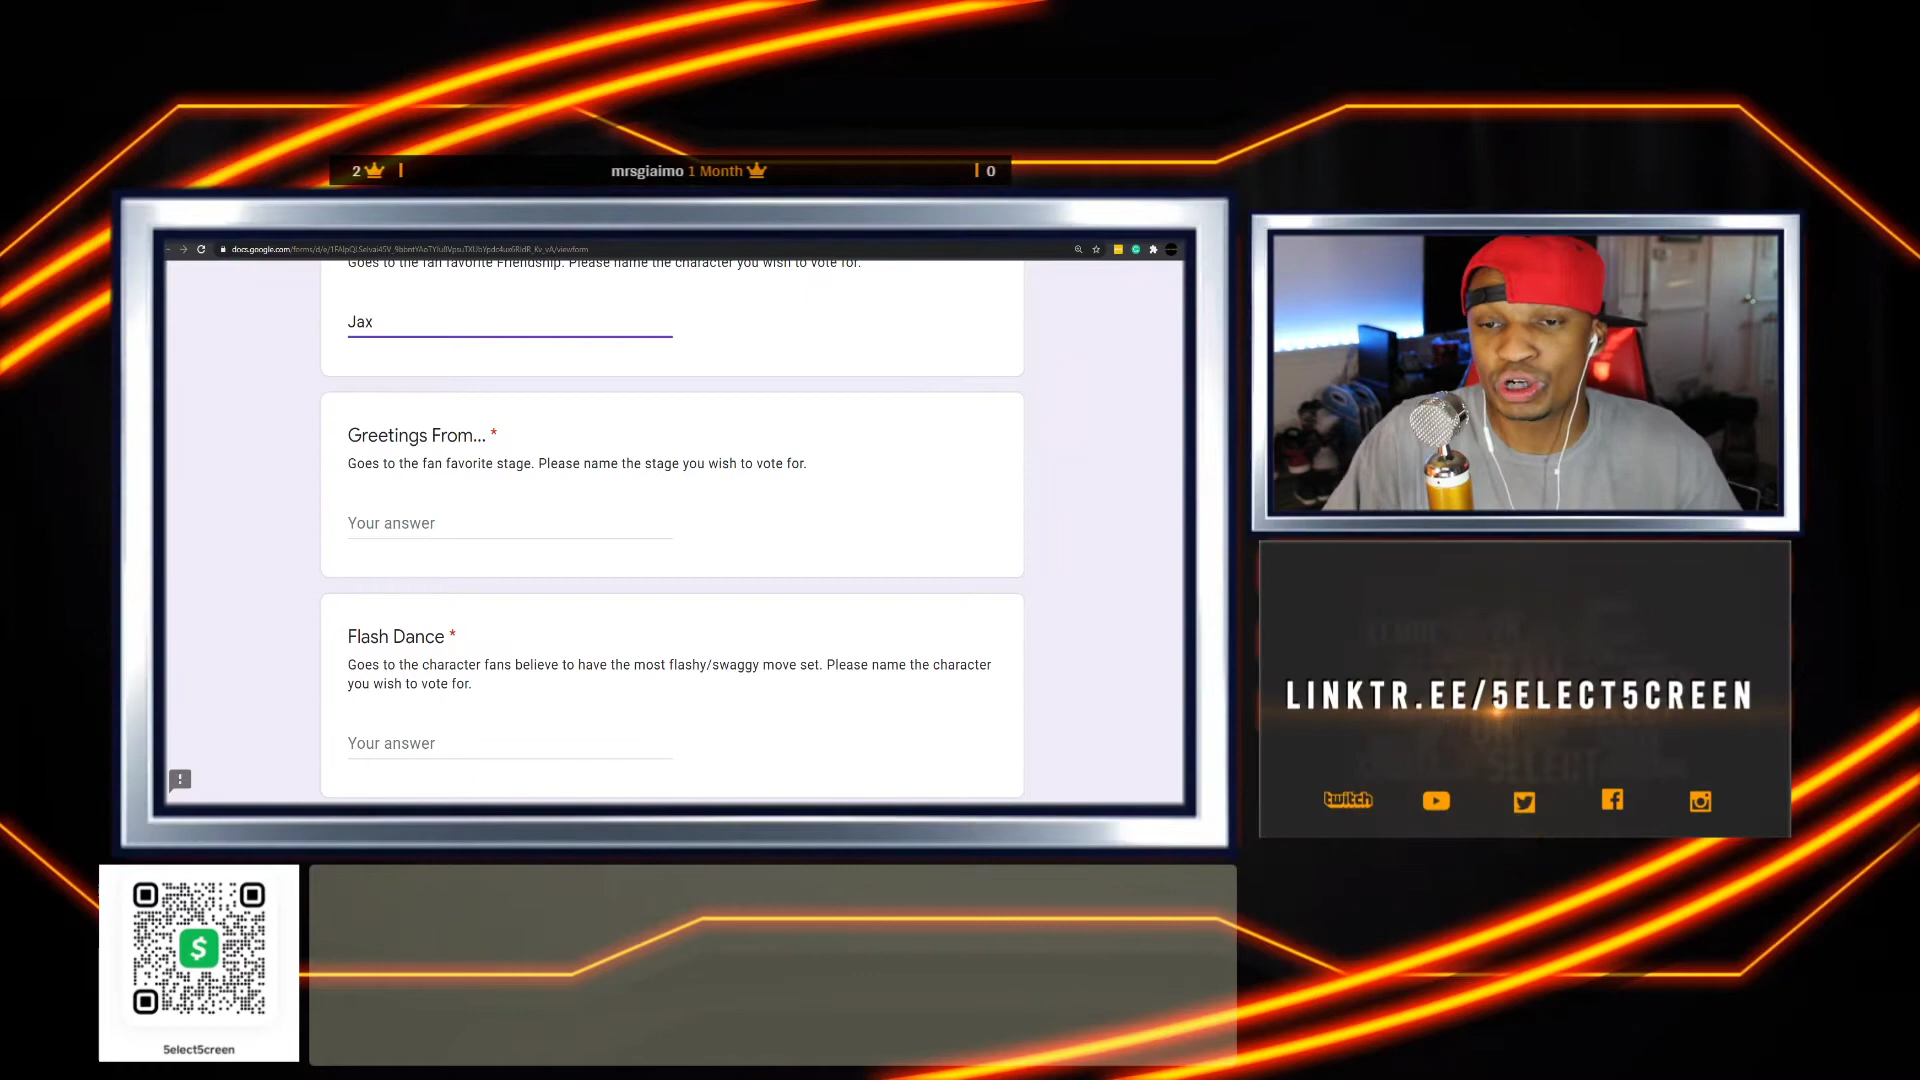 2
mrsgiaimo 1 Month
0
Goes to the fan favorite Friendship. Please name the character you wish to vote for.
Jax
Greetings From... *
Goes to the fan favorite stage. Please name the stage you wish to vote for.
Your answer
Flash Dance *
Goes to the character fans believe to have the most flashy/swaggy move set. Please name the character
you wish to vote for.
Your answer
LINKTR.EE/5ELECT5CREEN
twitch
5elect5creen